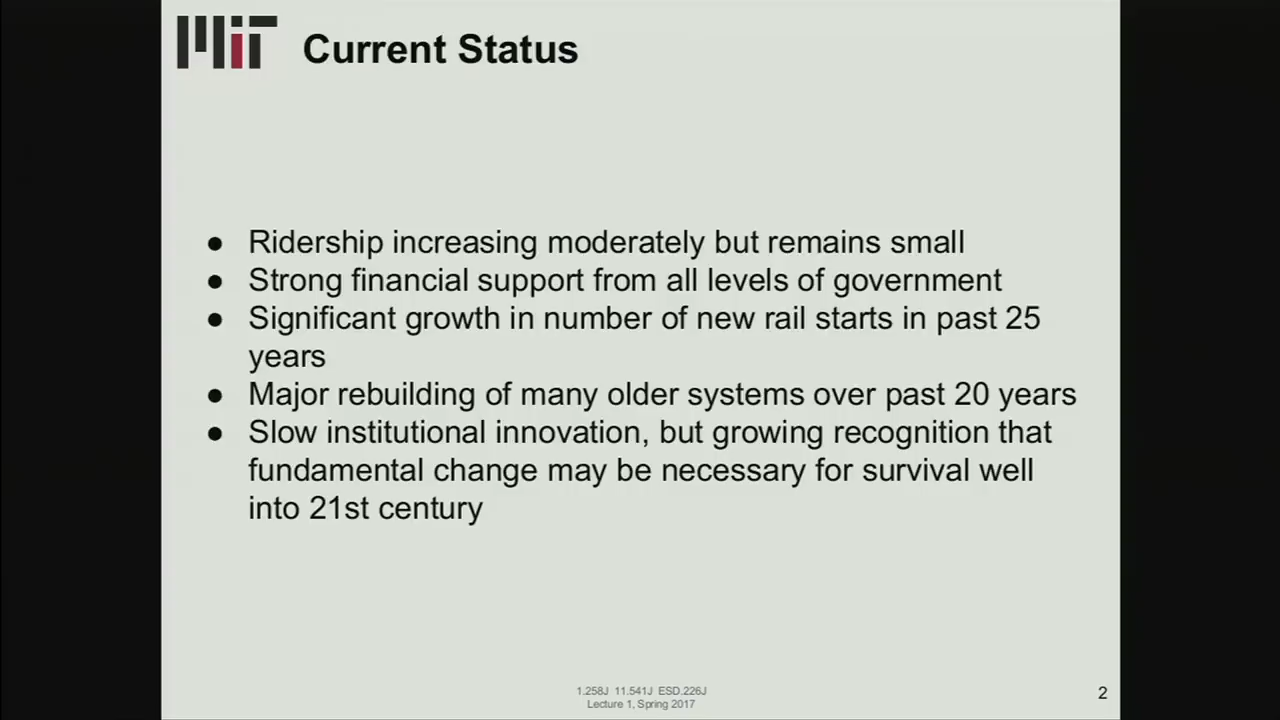 MIT
Current Status
● Ridership increasing moderately but remains small
● Strong financial support from all levels of government
● Significant growth in number of new rail starts in past 25
years
● Major rebuilding of many older systems over past 20 years
● Slow institutional innovation, but growing recognition that
fundamental change may be necessary for survival well
into 21st century
1.258J 11.541J ESD.226J
Lecture 1, Spring 2017
2